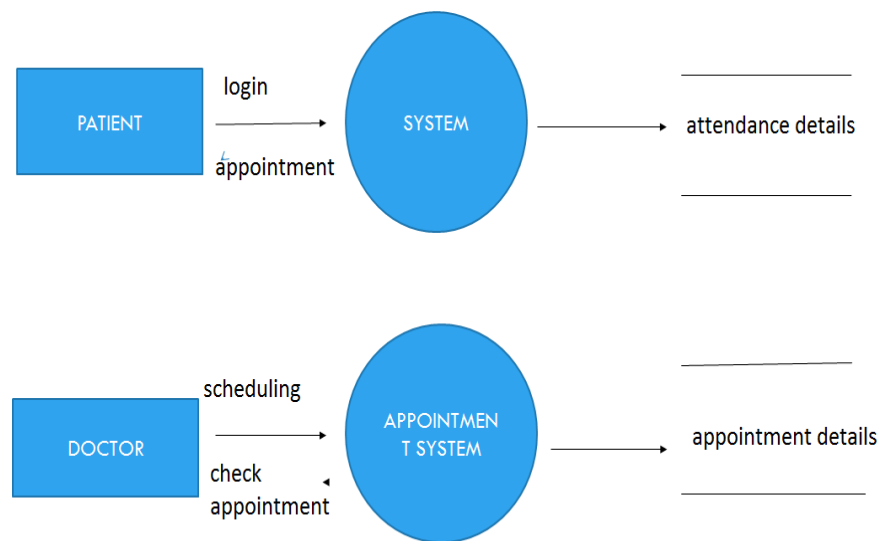 login
PATIENT
appointment
SYSTEM
attendance details
scheduling
DOCTOR
check
appointment
APPOINTMEN
T SYSTEM
appointment details